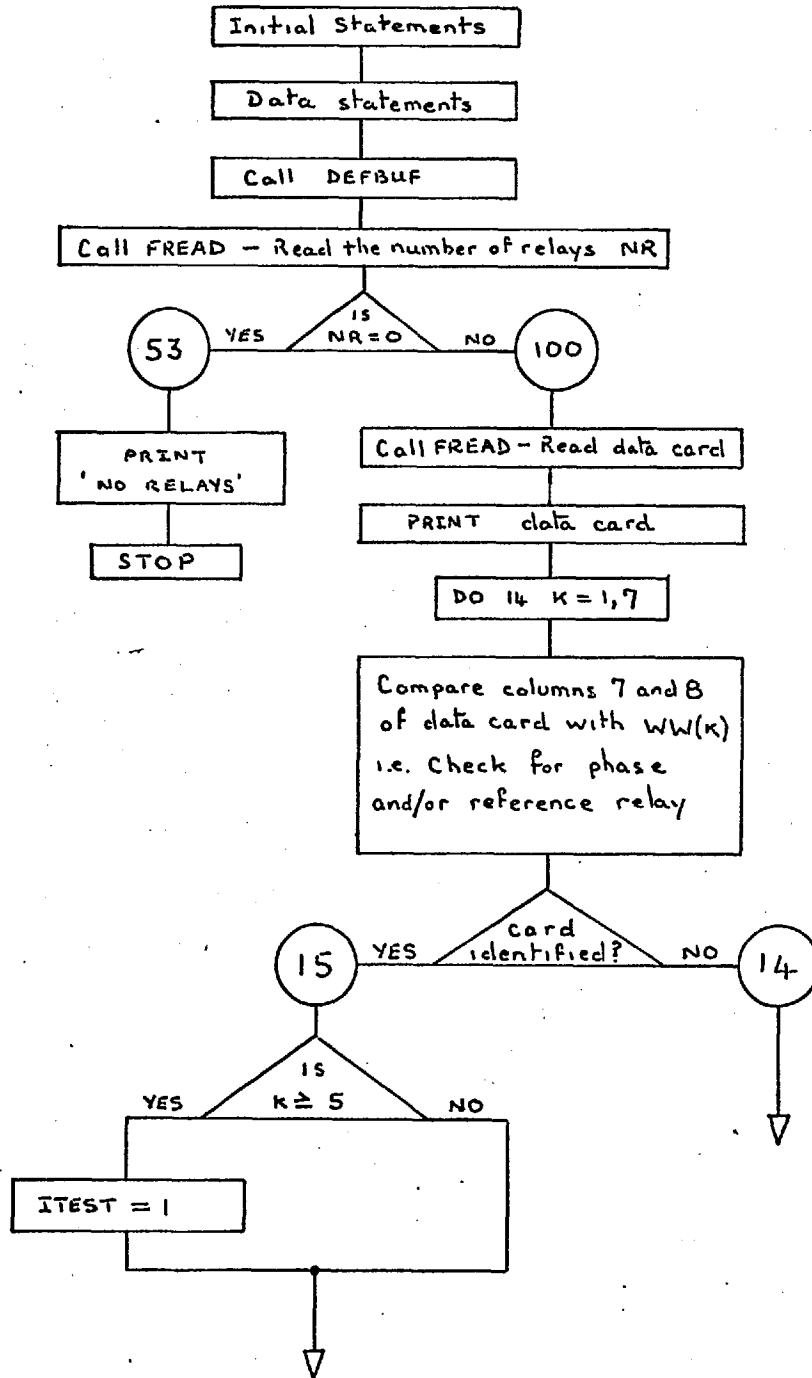 Initial Statements
Data statements
Call DEFBUF
Call FREAD - Read the number of relays NR
IS
NR=0
YES
NO
53
100
PRINT
'NO RELAYS'
STOP
Call FREAD - Read data card
PRINT data card
DO 14 K = 1,7
Compare columns 7 and 8
of data card with WW(K)
i.e. Check for phase
and/or reference relay
Card
identified?
YES
NO
15
14
IS
K ≥ 5
YES
NO
ITEST = 1